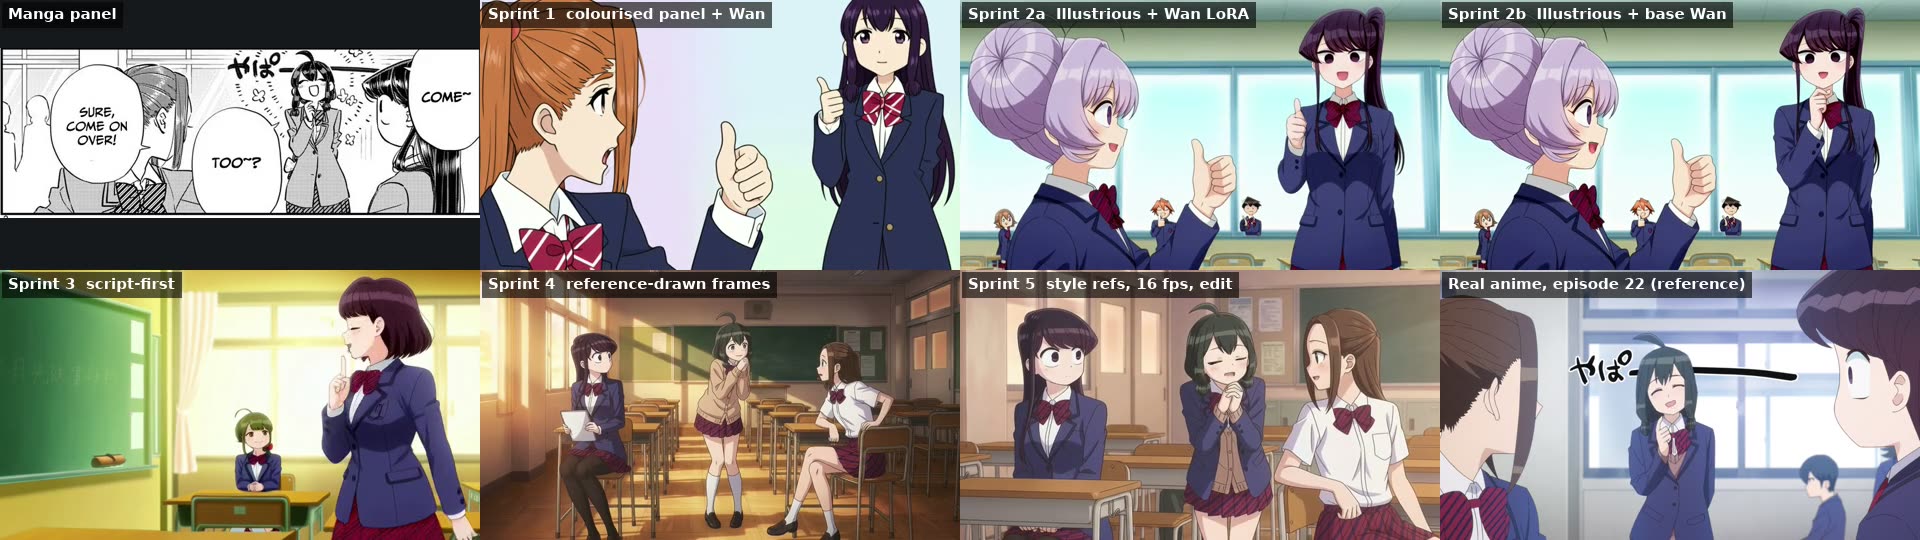 Manga panel
SURE,
COME ON
OVER!
TOO~?
やぱ°ー
COME~
Sprint 1 colourised panel + Wan
Sprint 2a Illustrious + Wan LoRA
Sprint 2b Illustrious + base Wan
Sprint 3 script-first
Sprint 4 reference-drawn frames
Sprint 5 style refs, 16 fps, edit
Real anime, episode 22 (reference)
やぱ°ー